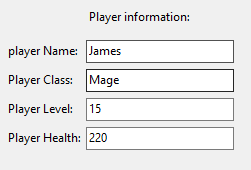 Player information:
player Name: James
Player Class: Mage
Player Level: 15
Player Health: 220